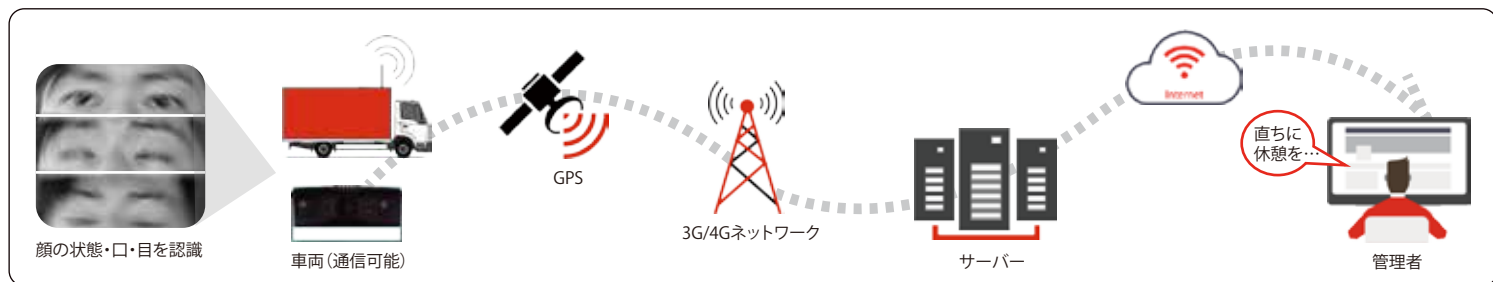 顔の状態・口・目を認識
車両（通信可能）
GPS
3G/4Gネットワーク
サーバー
Internet
直ちに
休憩を…
管理者